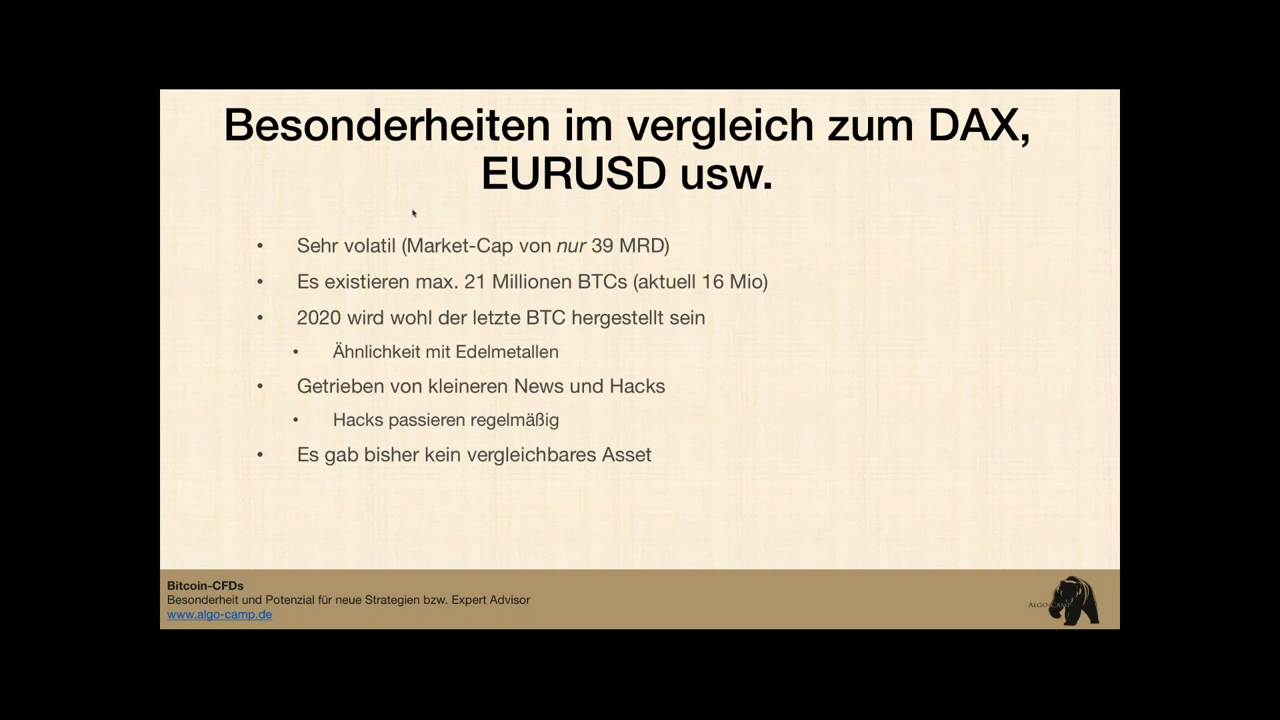 Besonderheiten im vergleich zum DAX,
EURUSD usw.
• Sehr volatil (Market-Cap von nur 39 MRD)
• Es existieren max. 21 Millionen BTCs (aktuell 16 Mio)
• 2020 wird wohl der letzte BTC hergestellt sein
• Ähnlichkeit mit Edelmetallen
• Getrieben von kleineren News und Hacks
• Hacks passieren regelmäßig
• Es gab bisher kein vergleichbares Asset
Bitcoin-CFDs
Besonderheit und Potenzial für neue Strategien bzw. Expert Advisor
www.algo-camp.de
ALGO-CAMP